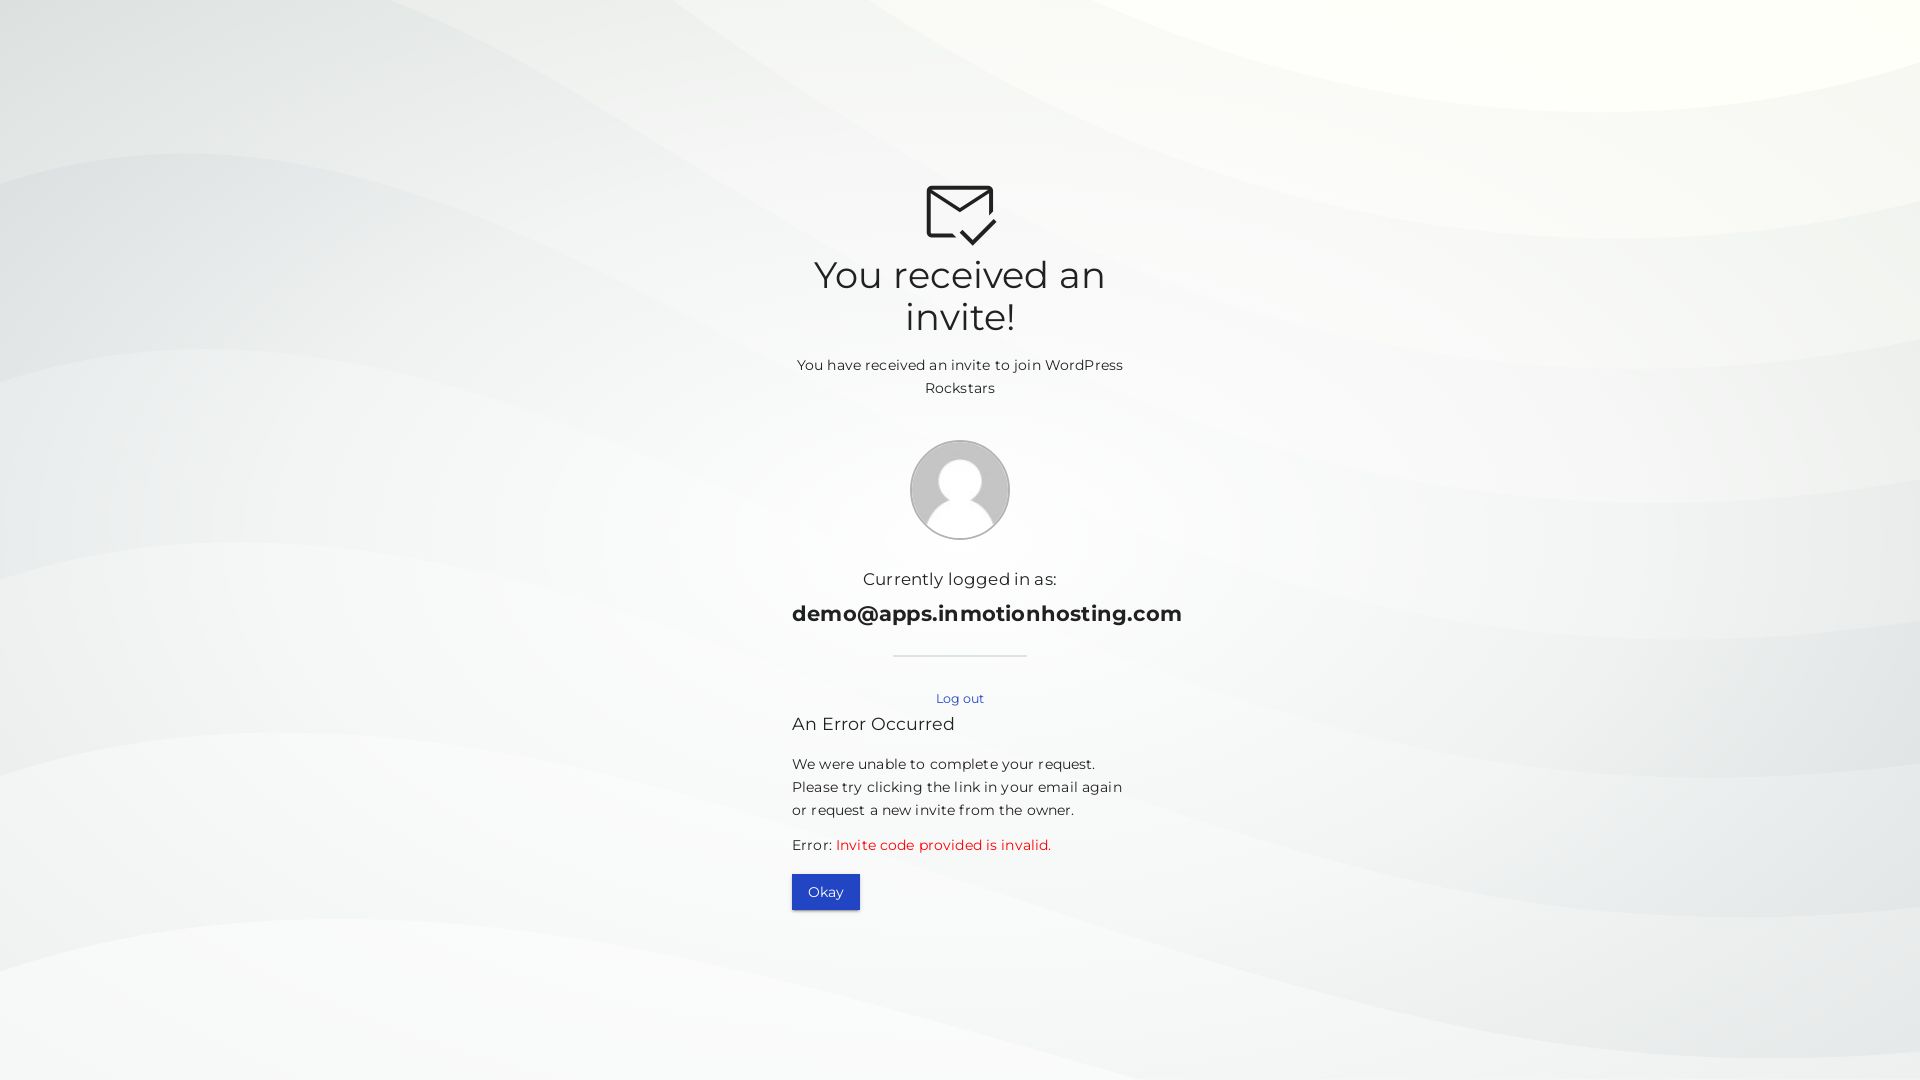 You received an
invite!
You have received an invite to join WordPress
Rockstars
Currently logged in as:
demo@apps.inmotionhosting.com
Log out
An Error Occurred
We were unable to complete your request.
Please try clicking the link in your email again
or request a new invite from the owner.
Error: Invite code provided is invalid.
Okay